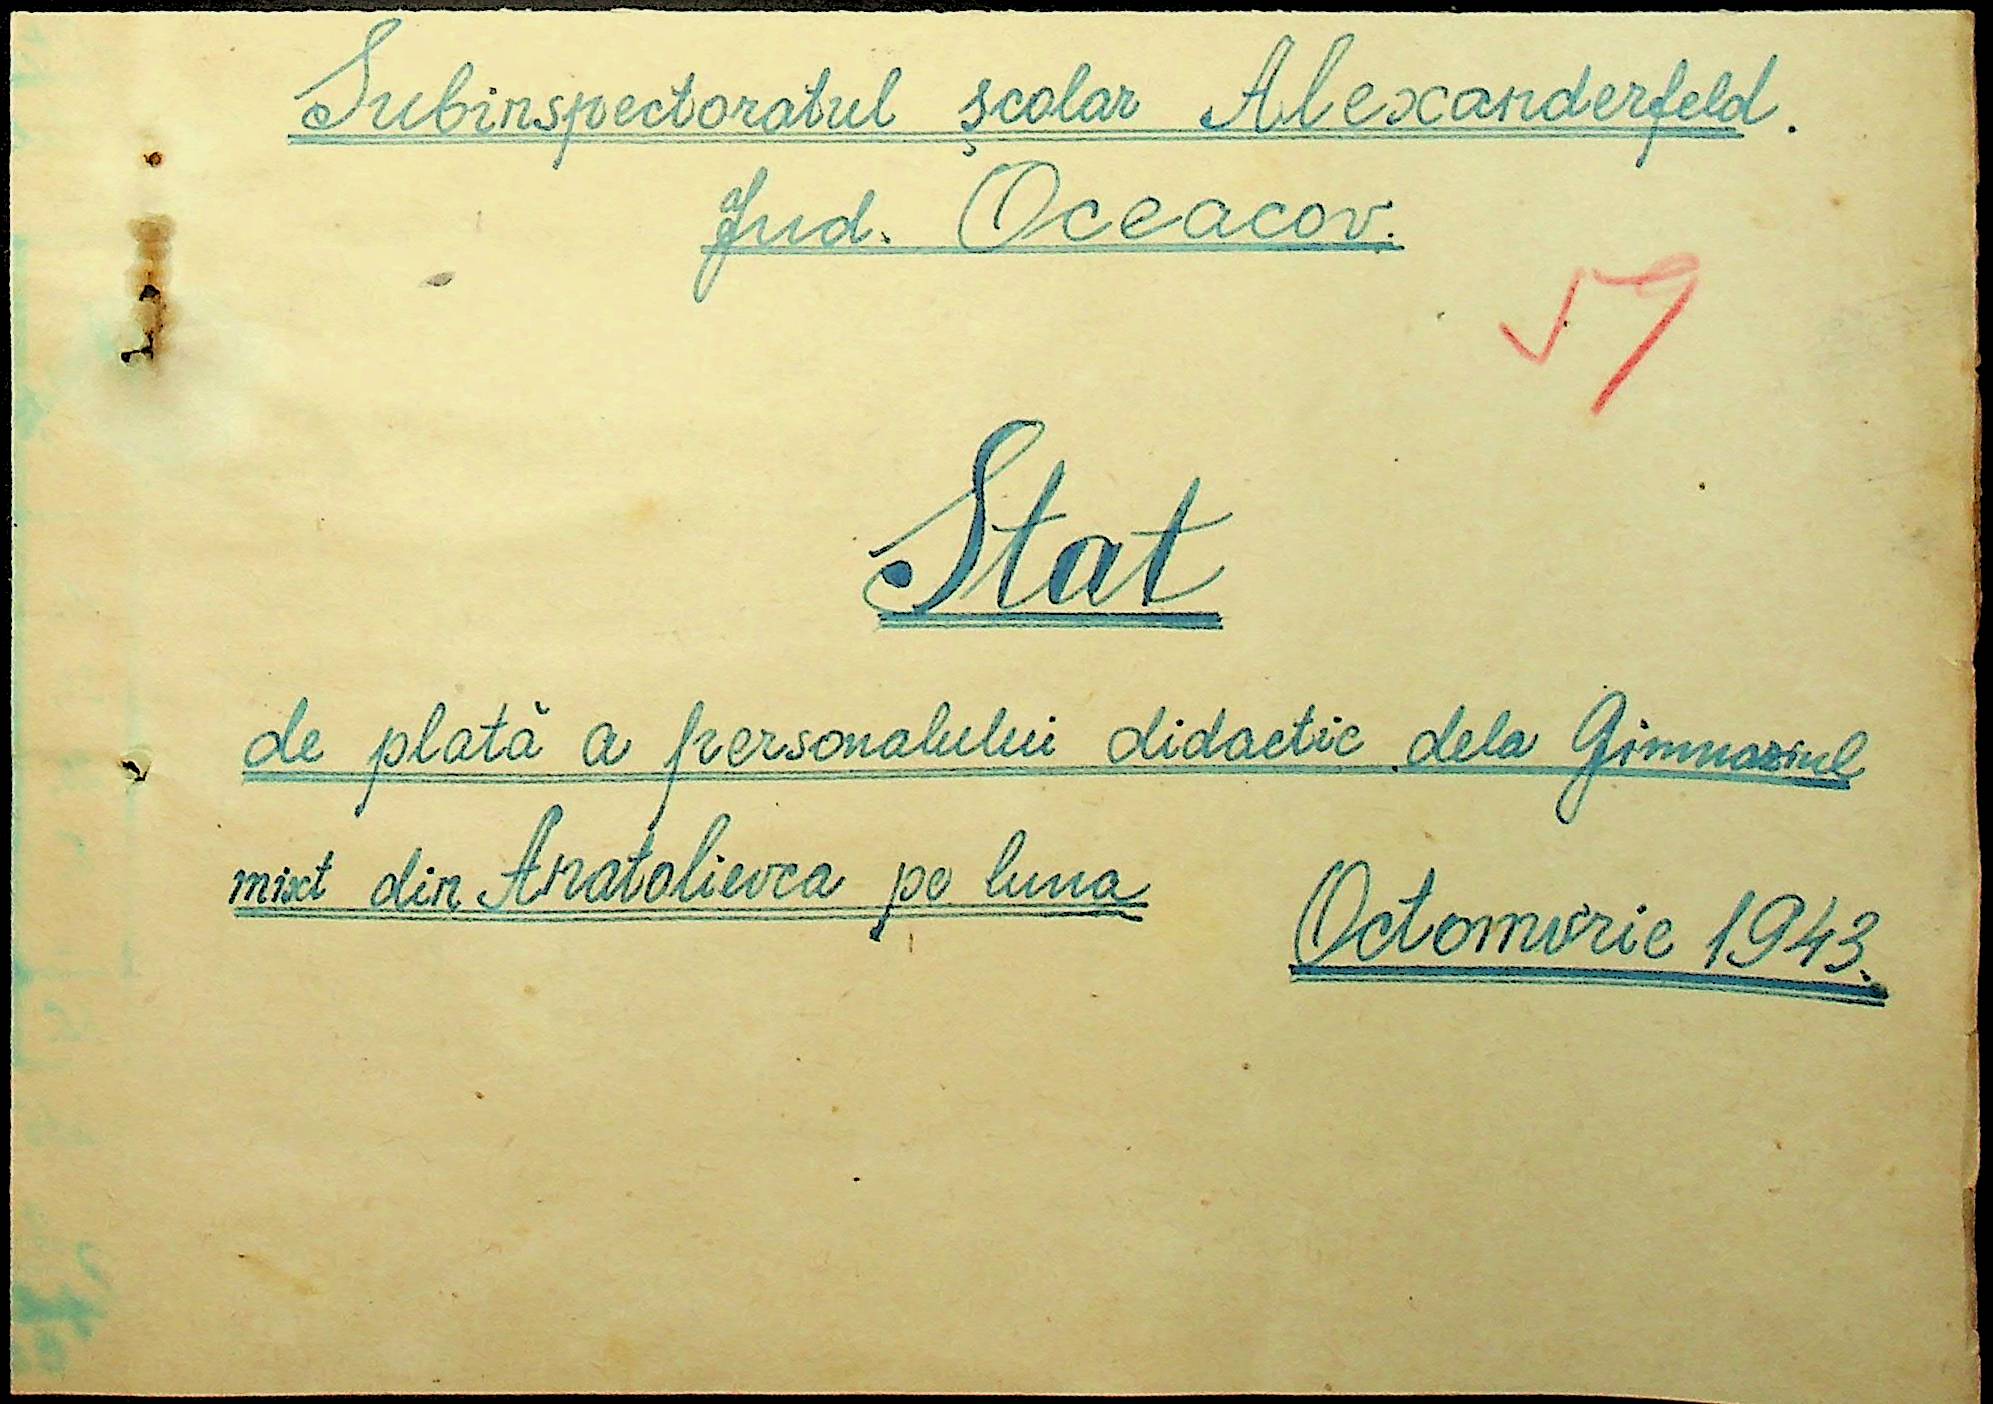 Subinspectoratul școlar Alexanderfeld.
Jud. Oceacov.
57
Stat
de plată a personalului didactic dela Gimnaziul
mixt din Anatolievca pe luna
Octomvrie 1943.